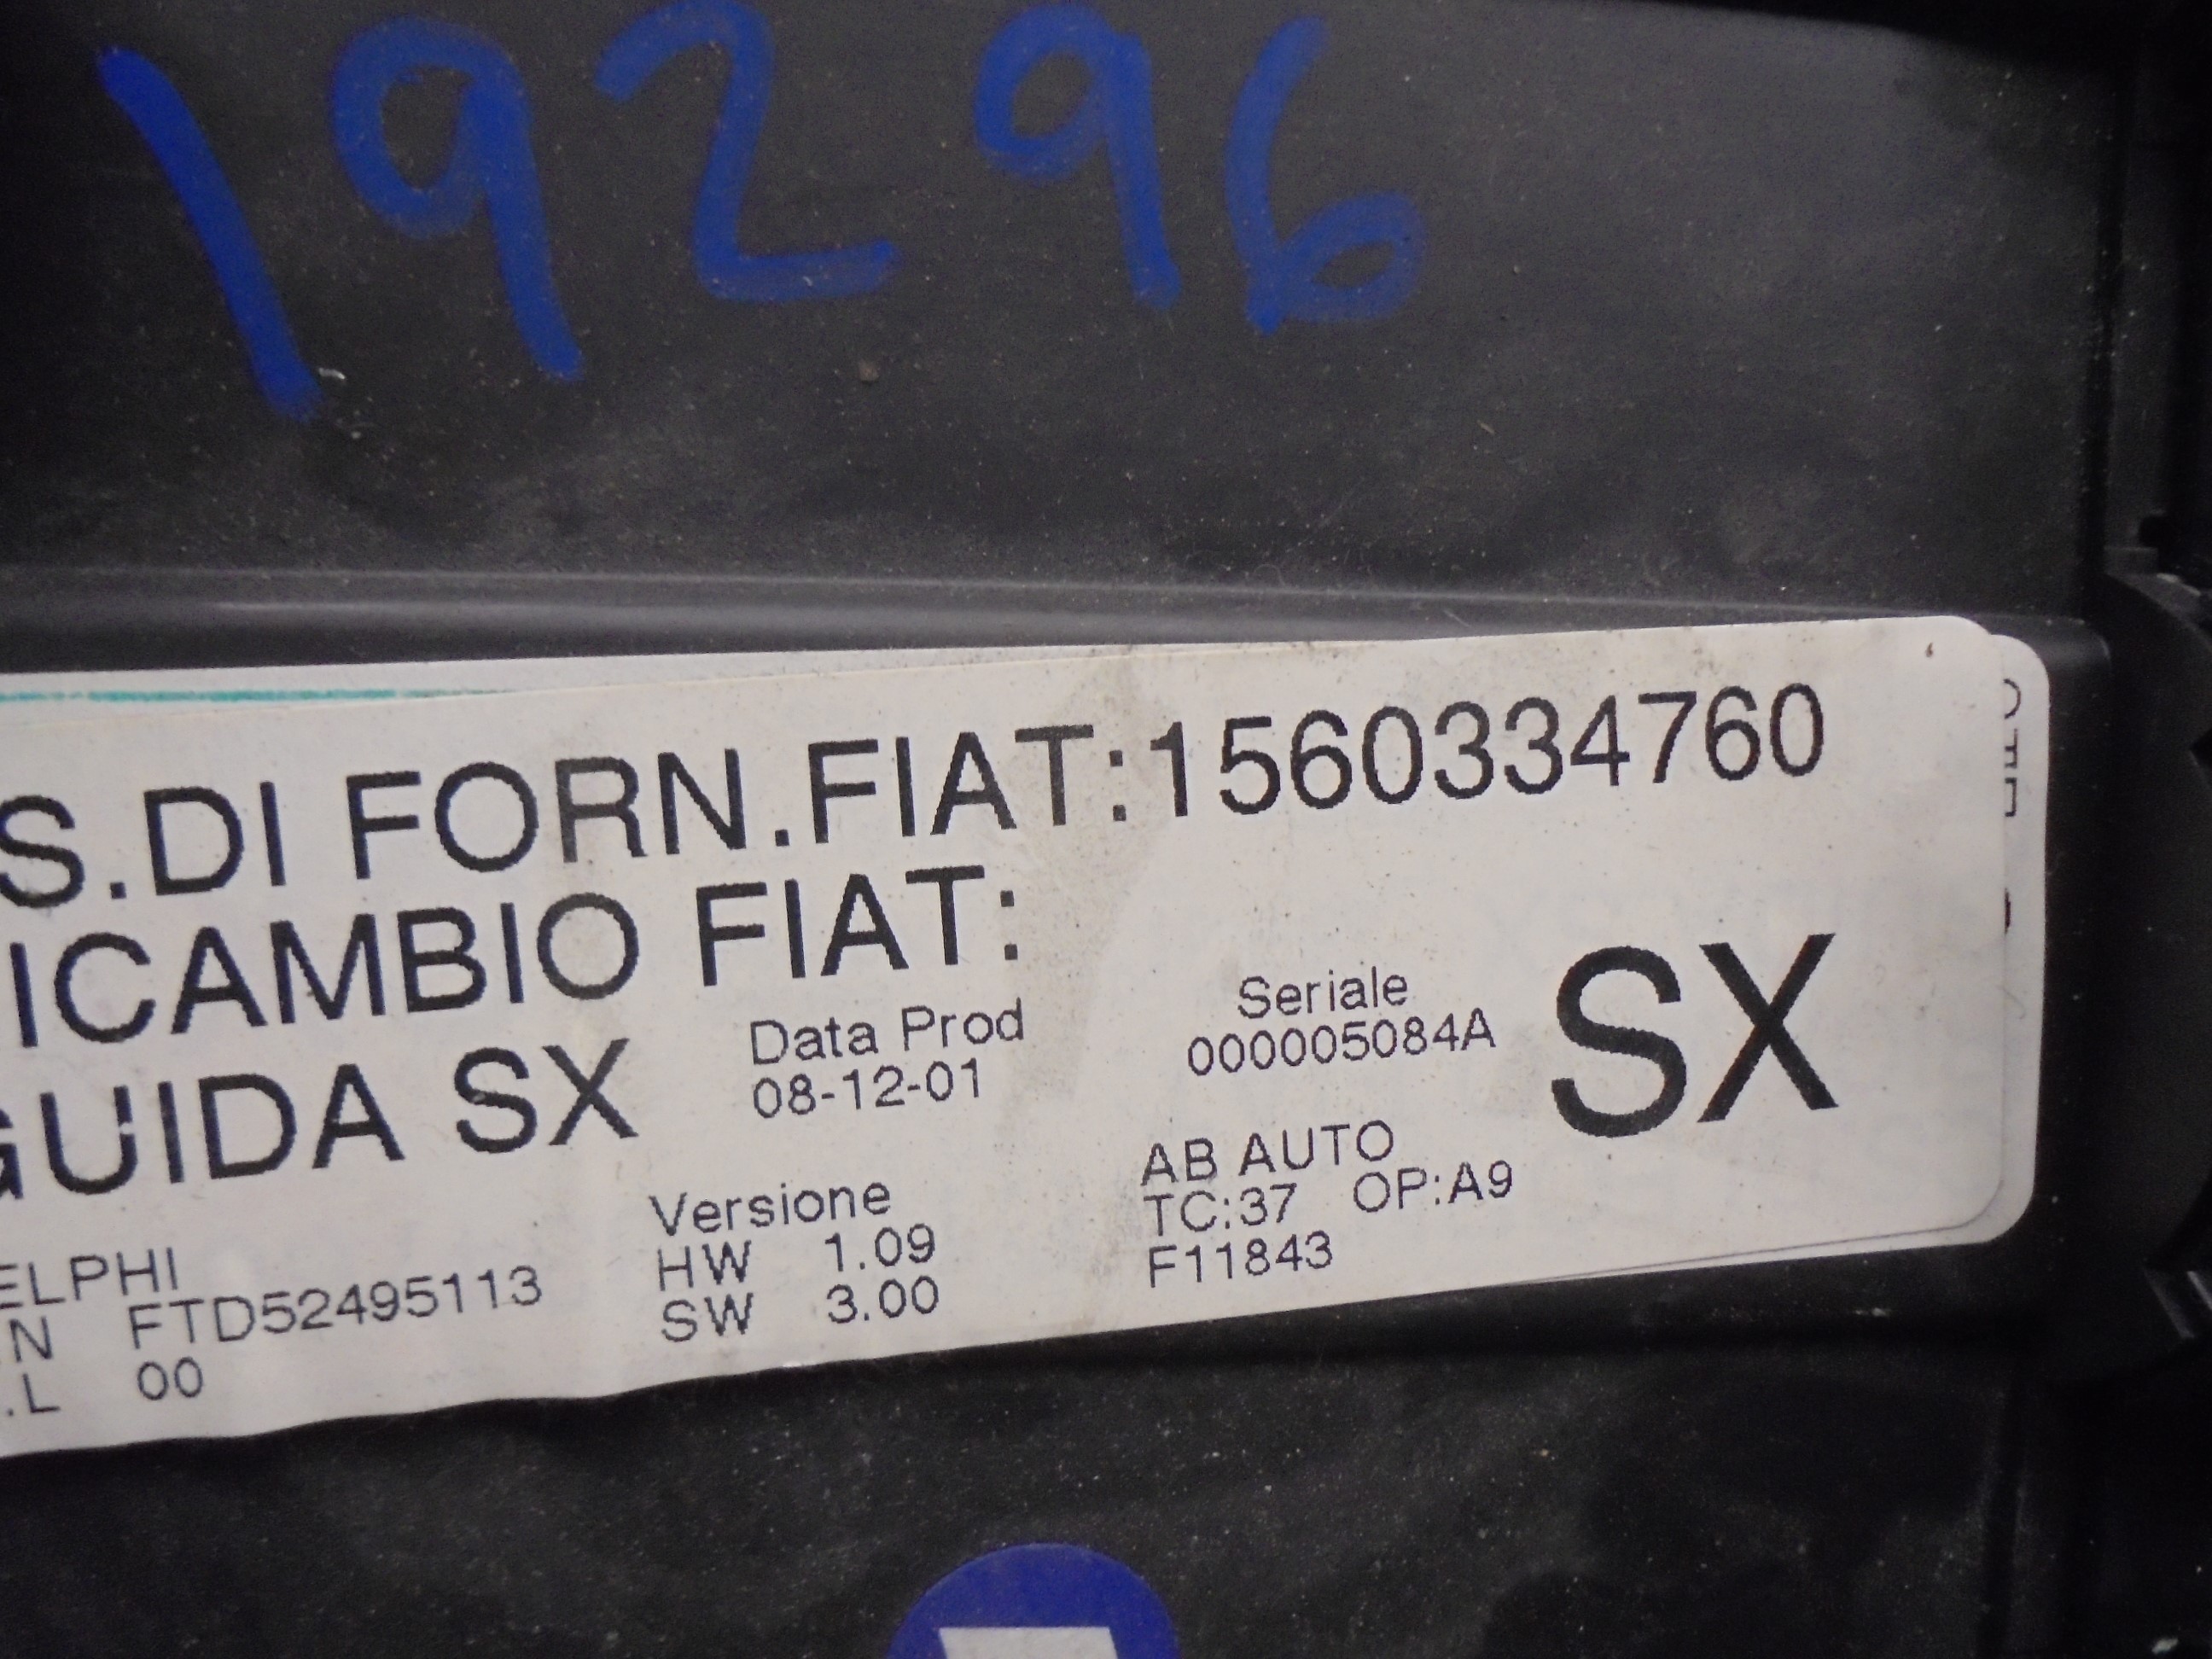 19296
S.DI FORN.FIAT:1560334760
ICAMBIO FIAT:
GUIDA SX
Data Prod
08-12-01
Seriale
000005084A
SX
ELPHI
N FTD52495113
.L 00
Versione
HW 1.09
SW 3.00
AB AUTO
TC:37 OP:A9
F11843